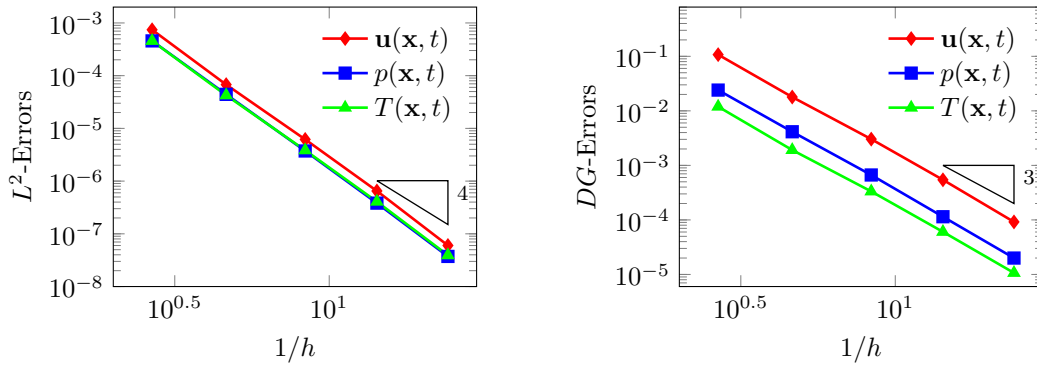 10^{-3}
10^{-4}
10^{-5}
10^{-6}
10^{-7}
10^{-8}
L^2-Errors
u(x, t)
p(x, t)
T(x, t)
4
10^{0.5}
10^1
1/h
10^{-1}
10^{-2}
10^{-3}
10^{-4}
10^{-5}
DG-Errors
u(x, t)
p(x, t)
T(x, t)
3
10^{0.5}
10^1
1/h